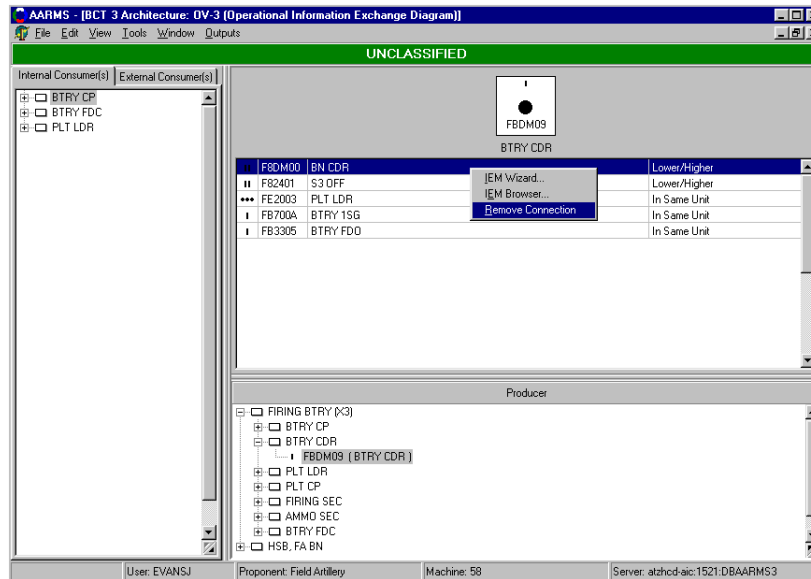 AARMS - [BCT 3 Architecture: OV-3 (Operational Information Exchange Diagram)]
File Edit View Tools Window Outputs
UNCLASSIFIED
Internal Consumer(s) External Consumer(s)
BTRY CP
BTRY FDC
PLT LDR
FBDM09
BTRY CDR
F8DM00 BN CDR Lower/Higher
F82401 S3 OFF Lower/Higher
FE2003 PLT LDR In Same Unit
FB700A BTRY 1SG In Same Unit
FB3305 BTRY FDO In Same Unit
IEM Wizard...
IEM Browser...
Remove Connection
Producer
FIRING BTRY (X3)
BTRY CP
BTRY CDR
FBDM09 ( BTRY CDR )
PLT LDR
PLT CP
FIRING SEC
AMMO SEC
BTRY FDC
HSB, FA BN
User: EVANSJ Proponent: Field Artillery Machine: 58 Server: atzhcd-aic:1521:DBAARMS3